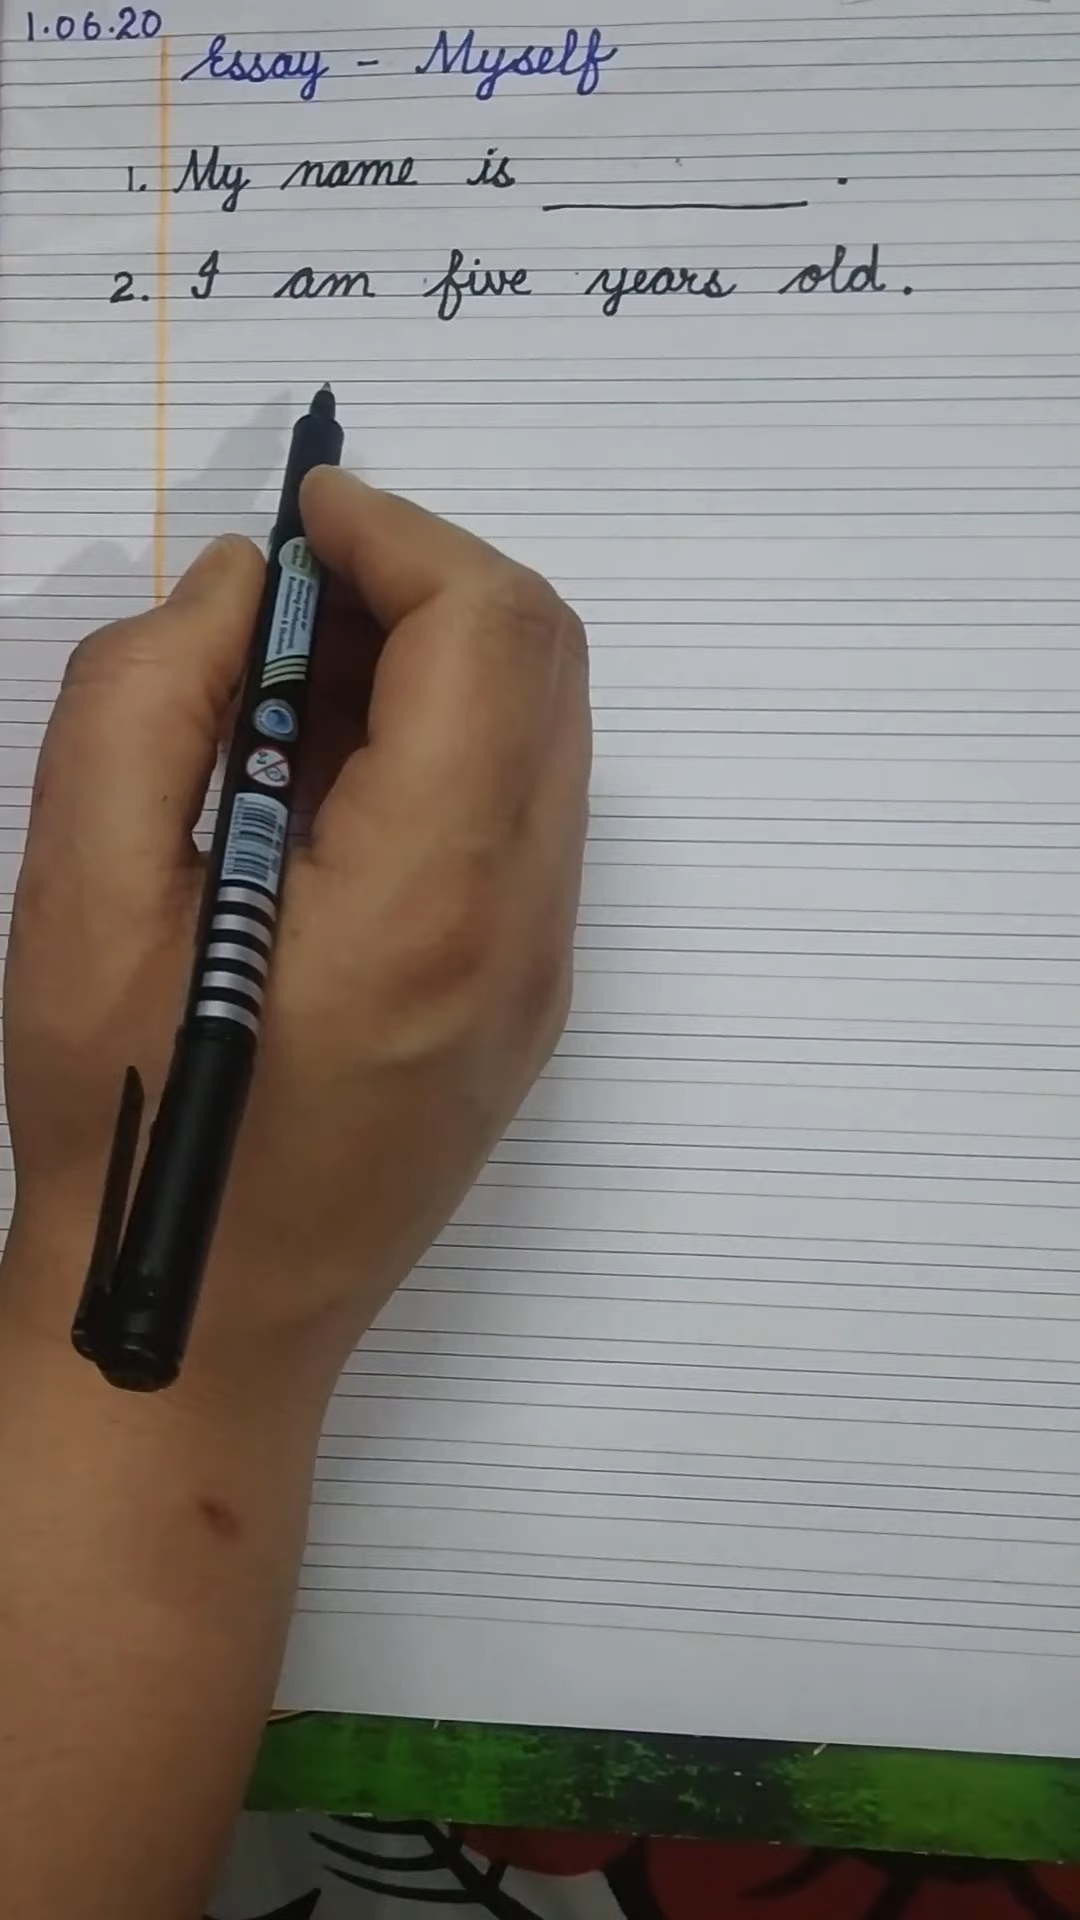 1.06.20
Essay - Myself
1. My name is ________ .
2. I am five years old.